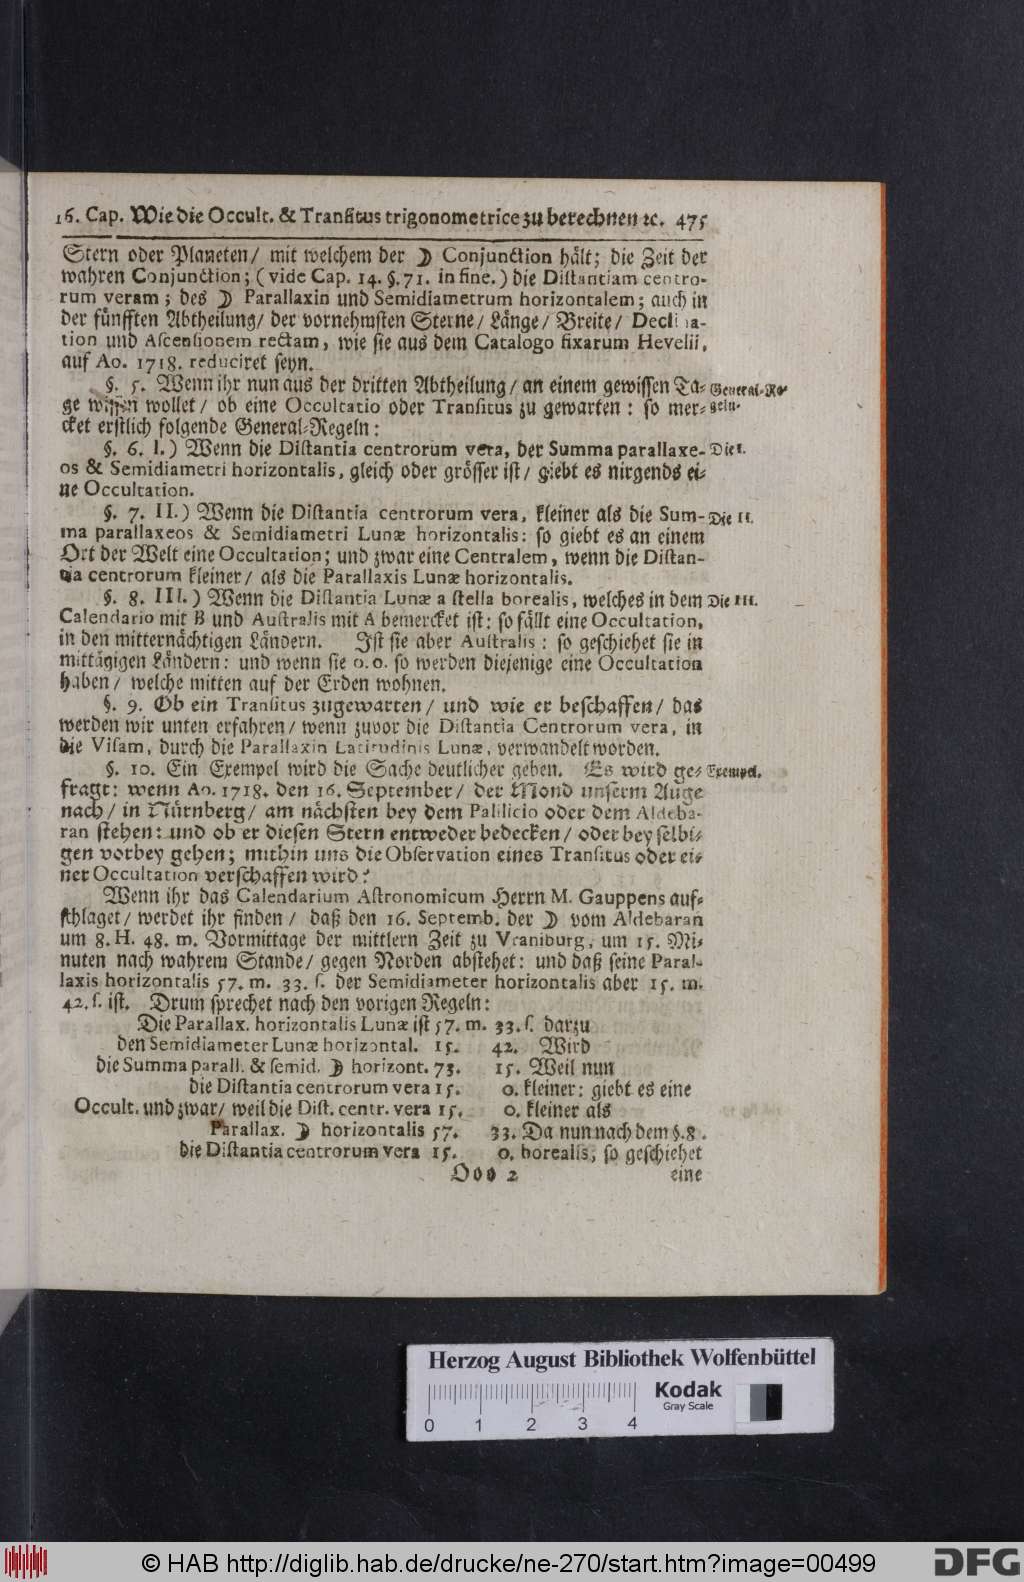 16. Cap. Wie die Occult. & Transitus trigonometrice zu berechnen ꝛc. 475
Stern oder Planeten/ mit welchem der ☽ Conjunction hält; die Zeit der
wahren Conjunction; (vide Cap. 14. §. 71. in fine.) die Distantiam centro-
rum veram; des ☽ Parallaxin und Semidiametrum horizontalem; auch in
der fünfften Abtheilung/ der vornehmsten Sterne/ Länge/ Breite/ Declina-
tion und Ascensionem rectam, wie sie aus dem Catalogo fixarum Hevelii,
auf Ao. 1718. reduciret seyn.
§. 5. Wenn ihr nun aus der dritten Abtheilung/ an einem gewissen Ta- General-Re-
ge wissen wollet/ ob eine Occultatio oder Transitus zu gewarten: so mer- geln.
cket erstlich folgende General-Regeln:
§. 6. I.) Wenn die Distantia centrorum vera, der Summa parallaxe- Die I.
os & Semidiametri horizontalis, gleich oder grösser ist/ giebt es nirgends ei-
ne Occultation.
§. 7. II.) Wenn die Distantia centrorum vera, kleiner als die Sum- Die II.
ma parallaxeos & Semidiametri Lunæ horizontalis: so giebt es an einem
Ort der Welt eine Occultation; und zwar eine Centralem, wenn die Distan-
tia centrorum kleiner/ als die Parallaxis Lunæ horizontalis.
§. 8. III.) Wenn die Distantia Lunæ a stella borealis, welches in dem Die III.
Calendario mit B und Australis mit A bemercket ist: so fällt eine Occultation,
in den mitternächtigen Ländern. Ist sie aber Australis: so geschiehet sie in
mittägigen Ländern: und wenn sie o. o. so werden diejenige eine Occultation
haben/ welche mitten auf der Erden wohnen.
§. 9. Ob ein Transitus zugewarten/ und wie er beschaffen/ das
werden wir unten erfahren/ wenn zuvor die Distantia Centrorum vera, in
die Visam, durch die Parallaxin Latitudinis Lunæ, verwandelt worden.
§. 10. Ein Exempel wird die Sache deutlicher geben. Es wird ge- Exempel.
fragt: wenn Ao. 1718. den 16. September/ der Mond unserm Auge
nach/ in Nürnberg/ am nächsten bey dem Palilicio oder dem Aldeba-
ran stehen: und ob er diesen Stern entweder bedecken/ oder bey selbi-
gen vorbey gehen; mithin uns die Observation eines Transitus oder ei-
ner Occultation verschaffen wird?
Wenn ihr das Calendarium Astronomicum Herrn M. Gauppens auf-
schlaget/ werdet ihr finden/ daß den 16. Septemb. der ☽ vom Aldebaran
um 8. H. 48. m. Vormittage der mittlern Zeit zu Vraniburg, um 15. Mi-
nuten nach wahrem Stande/ gegen Norden abstehet: und daß seine Paral-
laxis horizontalis 57. m. 33. s. der Semidiameter horizontalis aber 15. m.
42. s. ist. Drum sprechet nach den vorigen Regeln:
Die Parallax. horizontalis Lunæ ist 57. m. 33. s. darzu
den Semidiameter Lunæ horizontal. 15. 42. Wird
die Summa parall. & semid. ☽ horizont. 73. 15. Weil nun
die Distantia centrorum vera 15. 0. kleiner: giebt es eine
Occult. und zwar/ weil die Dist. centr. vera 15. 0. kleiner als
Parallax. ☽ horizontalis 57. 33. Da nun nach dem §. 8.
die Distantia centrorum vera 15. 0. borealis, so geschiehet
Ooo 2 eine
Herzog August Bibliothek Wolfenbüttel
Kodak
Gray Scale
0 1 2 3 4
© HAB http://diglib.hab.de/drucke/ne-270/start.htm?image=00499
DFG